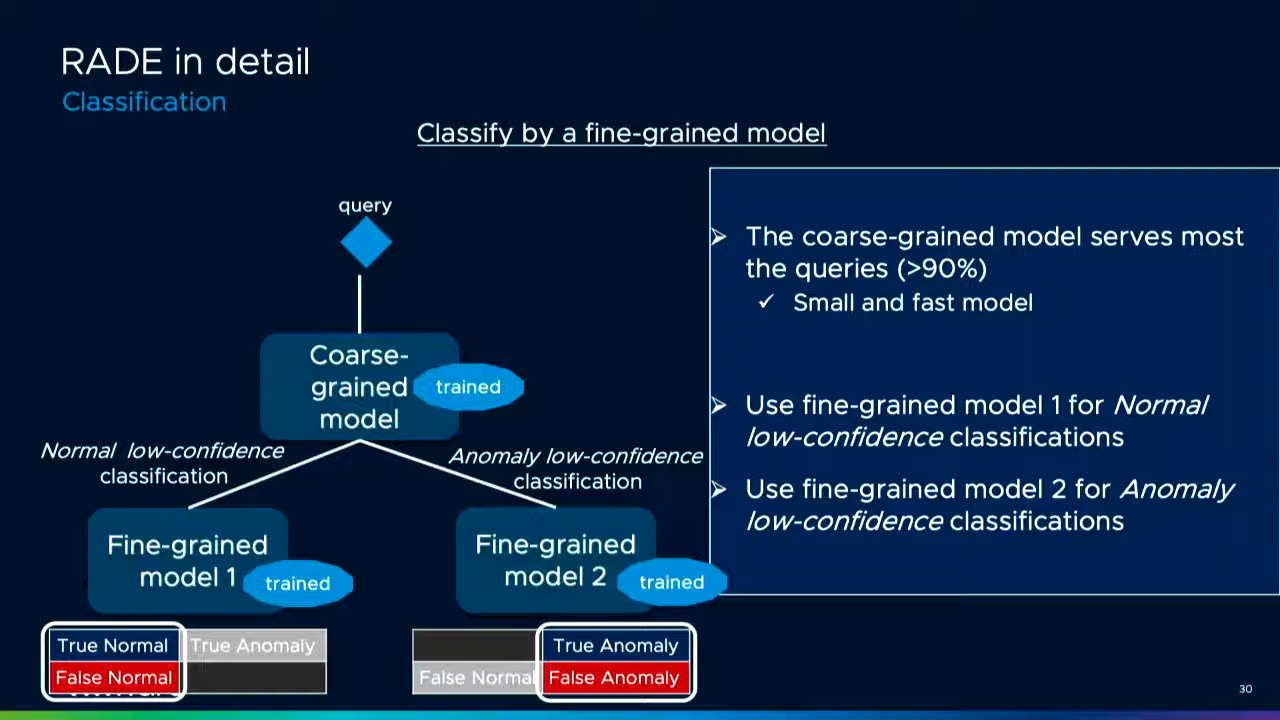 RADE in detail
Classification
Classify by a fine-grained model
query
Coarse-
grained
model
trained
Normal low-confidence
classification
Anomaly low-confidence
classification
Fine-grained
model 1
trained
Fine-grained
model 2
trained
True Normal
True Anomaly
False Normal
True Anomaly
False Normal
False Anomaly
The coarse-grained model serves most
the queries (>90%)
Small and fast model
Use fine-grained model 1 for Normal
low-confidence classifications
Use fine-grained model 2 for Anomaly
low-confidence classifications
30